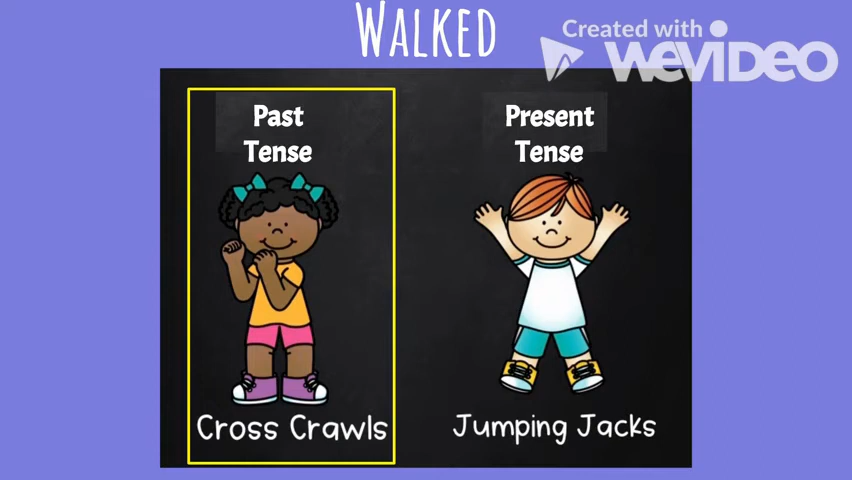 Walked
Created with
WeVideo
Past
Tense
Present
Tense
Cross Crawls
Jumping Jacks